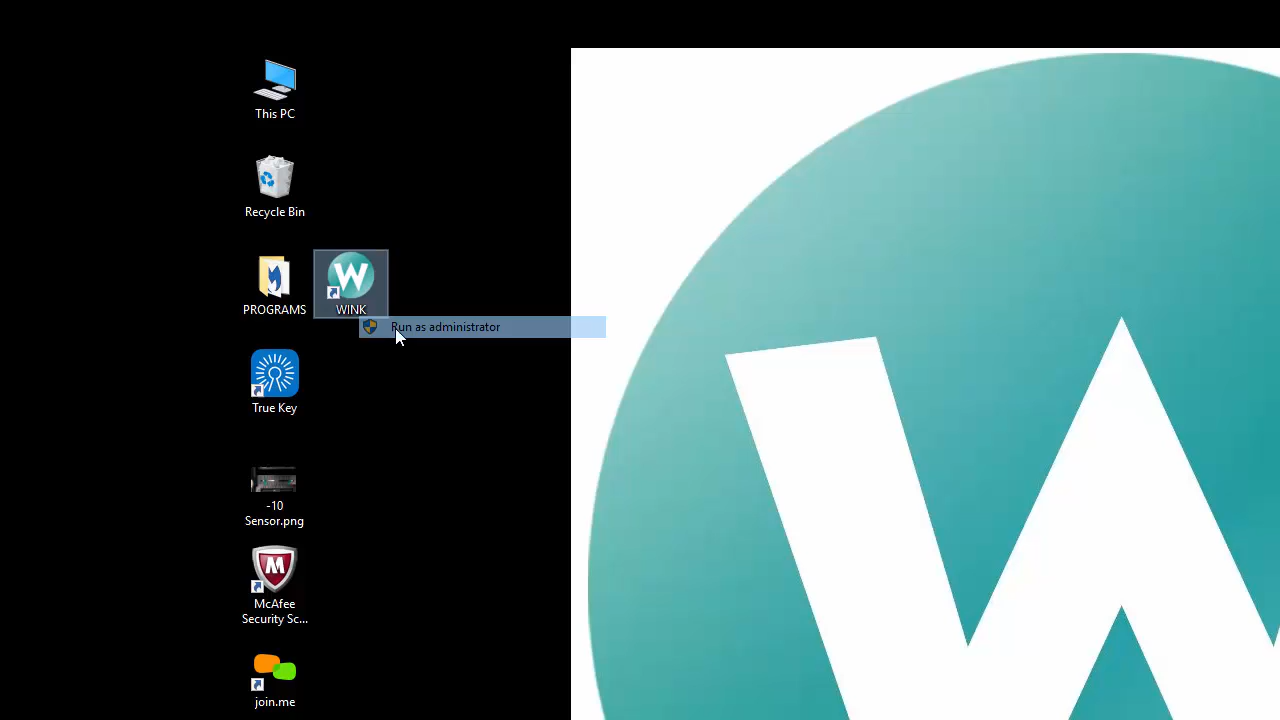 This PC
Recycle Bin
PROGRAMS
WINK
Run as administrator
True Key
-10
Sensor.png
McAfee
Security Sc...
join.me
W